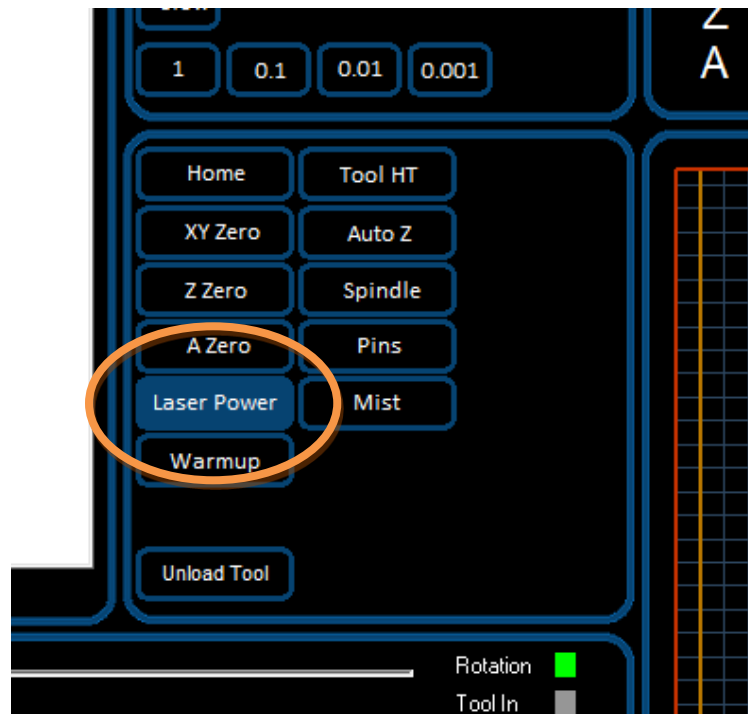 Z
1 0.1 0.01 0.001
A
Home Tool HT
XY Zero Auto Z
Z Zero Spindle
A Zero Pins
Laser Power Mist
Warmup
Unload Tool
Rotation
Tool In